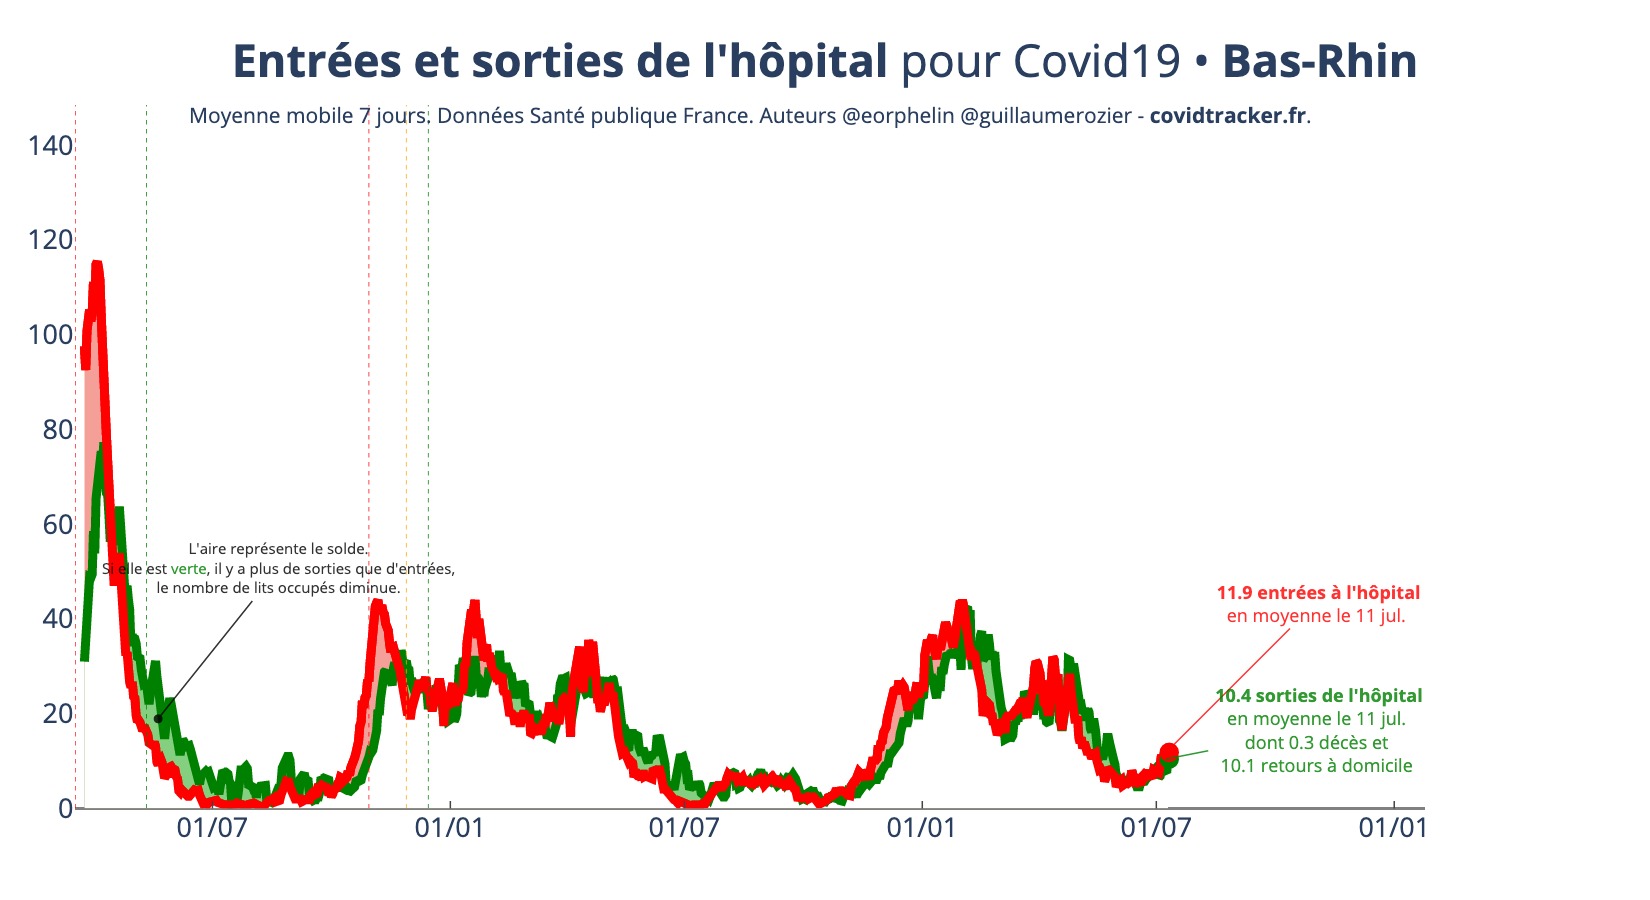 Entrées et sorties de l'hôpital pour Covid19 • Bas-Rhin
Moyenne mobile 7 jours. Données Santé publique France. Auteurs @eorphelin @guillaumerozier - covidtracker.fr.
140
120
100
80
60
40
20
0
L'aire représente le solde.
Si elle est verte, il y a plus de sorties que d'entrées,
le nombre de lits occupés diminue.
11.9 entrées à l'hôpital
en moyenne le 11 jul.
10.4 sorties de l'hôpital
en moyenne le 11 jul.
dont 0.3 décès et
10.1 retours à domicile
01/07
01/01
01/07
01/01
01/07
01/01